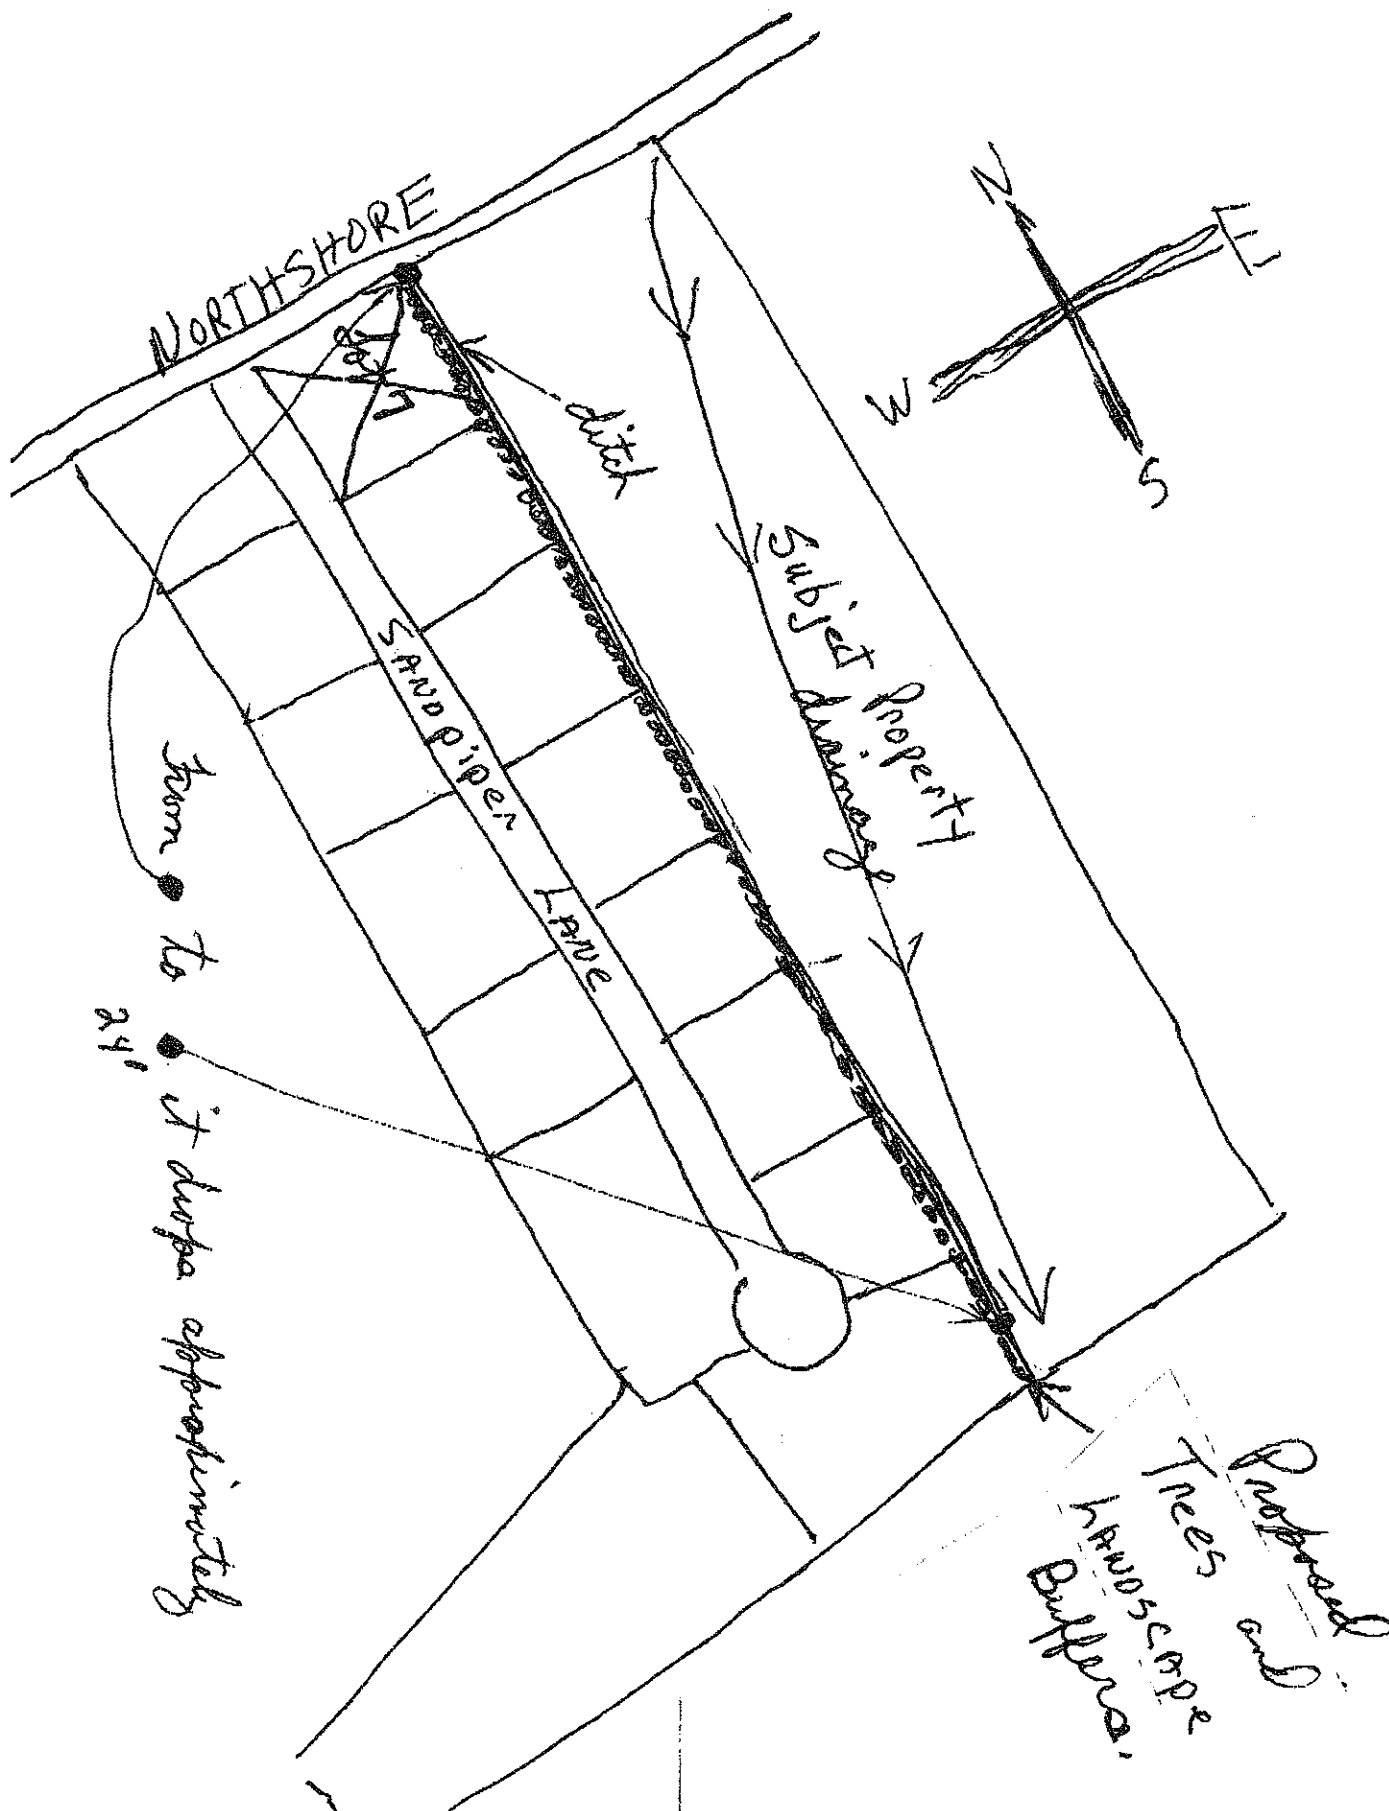 NORTHSHORE
N
E
W
S
ditch
Subject Property
drainage
SANDPIPER LANE
From to it drops approximately
24'
Proposed
Trees and
LANDSCAPE
Buffers.